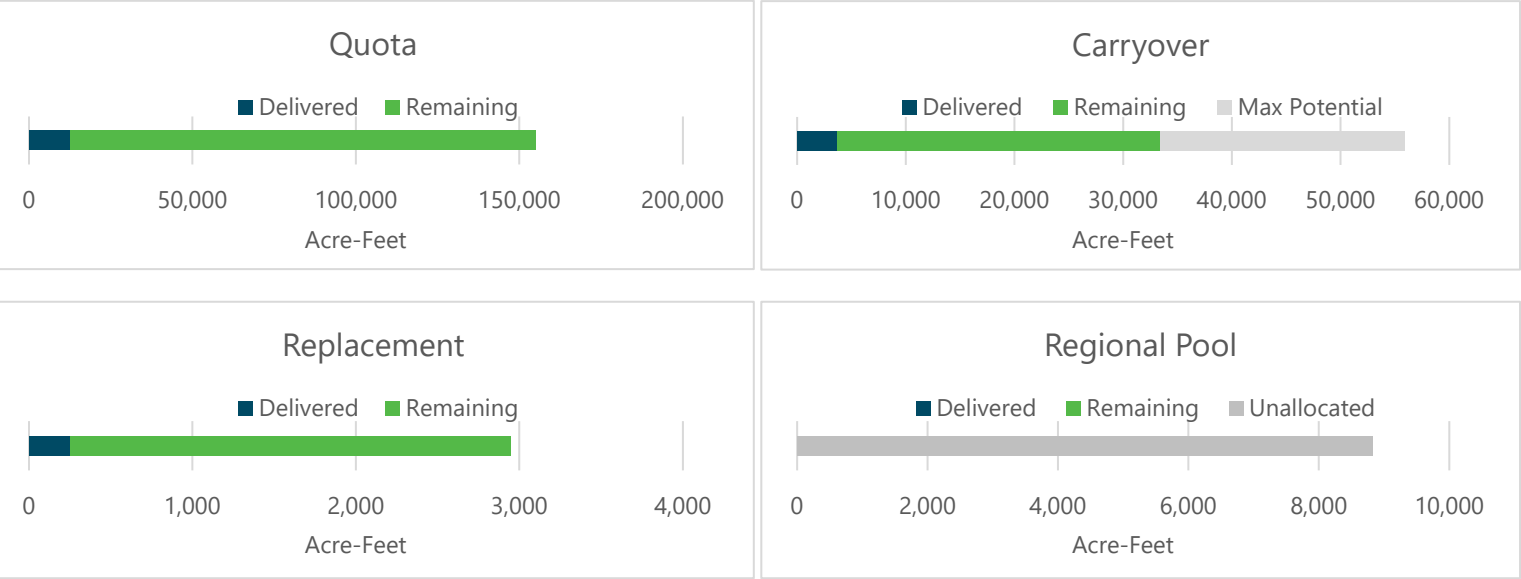 Quota
Delivered Remaining
0 50,000 100,000 150,000 200,000
Acre-Feet
Carryover
Delivered Remaining Max Potential
0 10,000 20,000 30,000 40,000 50,000 60,000
Acre-Feet
Replacement
Delivered Remaining
0 1,000 2,000 3,000 4,000
Acre-Feet
Regional Pool
Delivered Remaining Unallocated
0 2,000 4,000 6,000 8,000 10,000
Acre-Feet